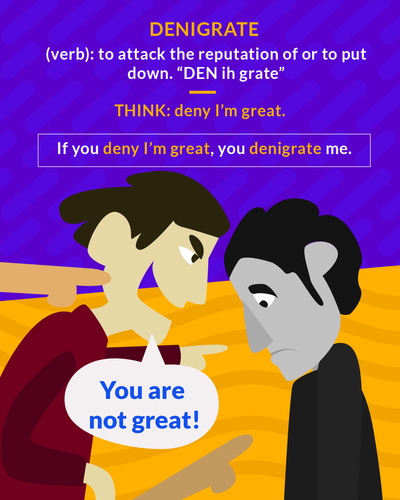 DENIGRATE
(verb): to attack the reputation of or to put
down. “DEN ih grate”
THINK: deny I’m great.
If you deny I’m great, you denigrate me.
You are
not great!